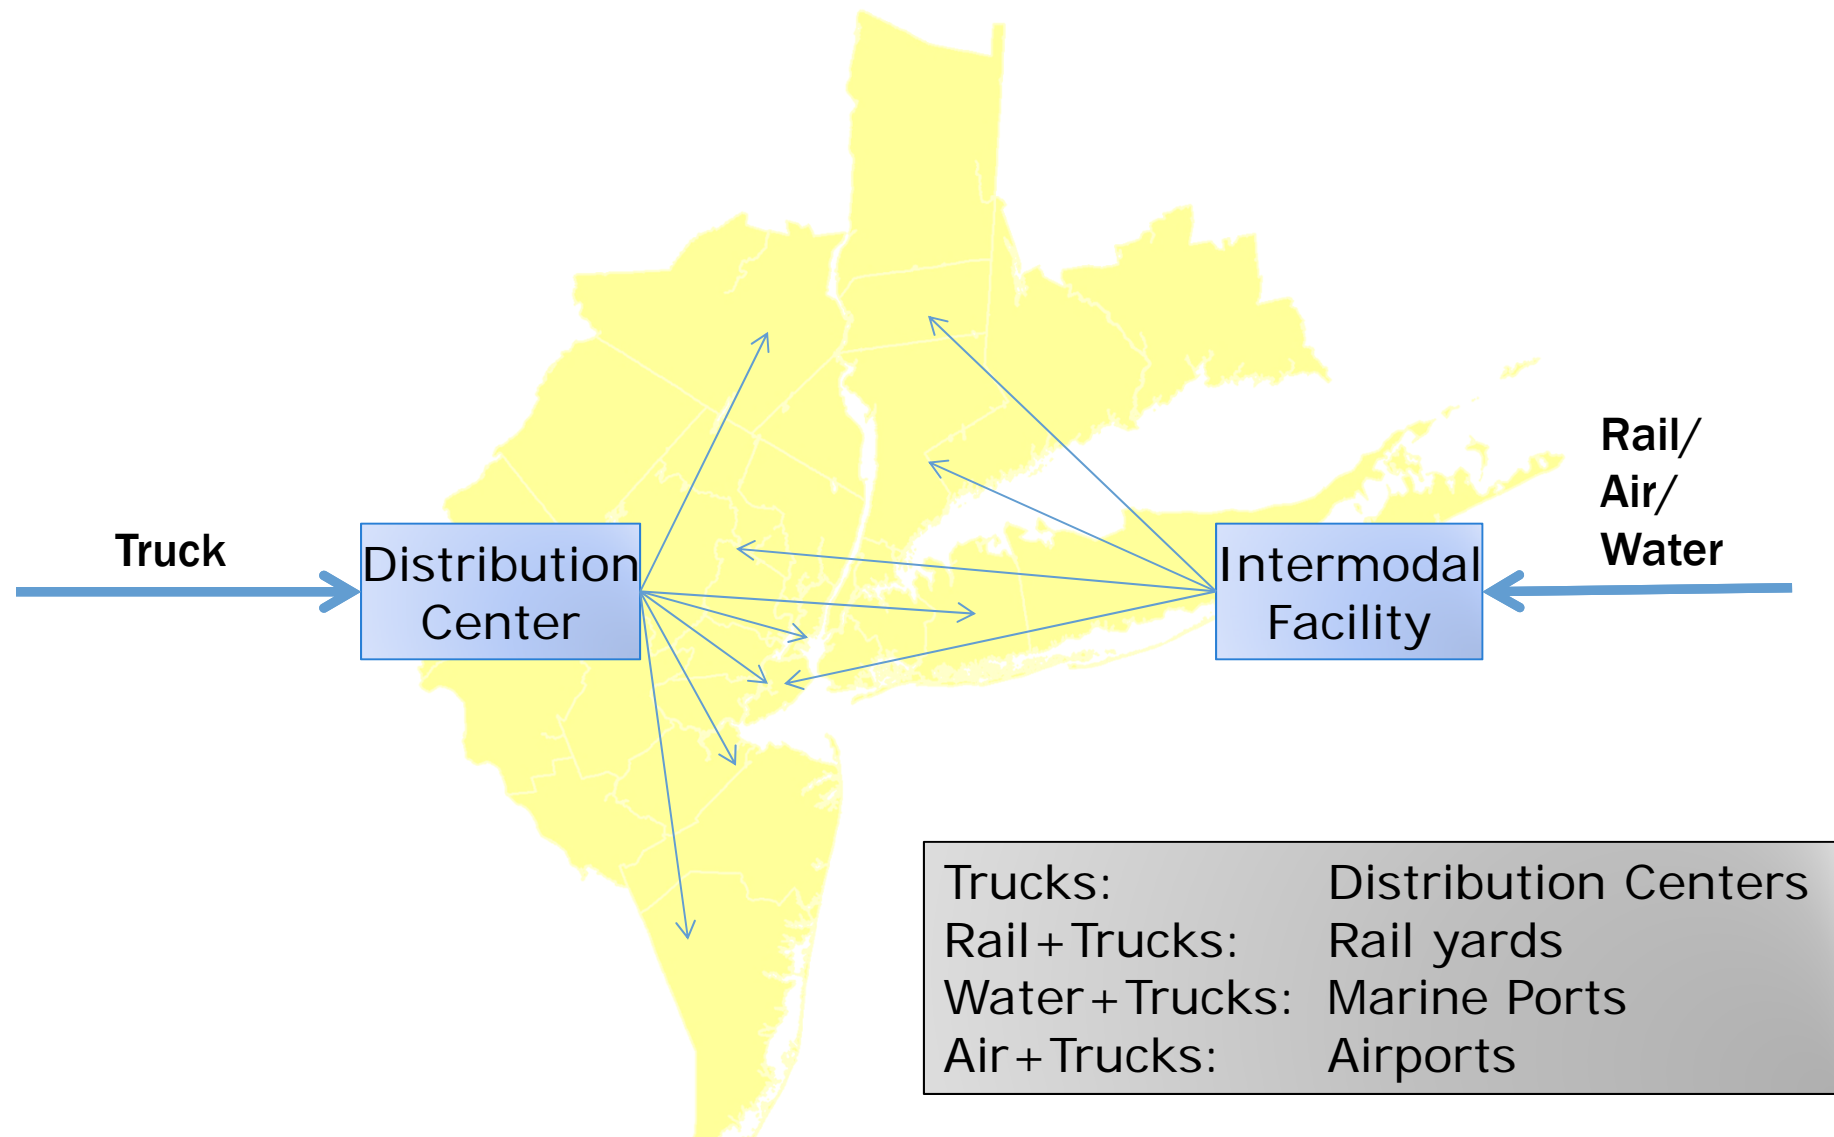 Truck
Distribution
Center
Intermodal
Facility
Rail/
Air/
Water
Trucks: Distribution Centers
Rail+Trucks: Rail yards
Water+Trucks: Marine Ports
Air+Trucks: Airports